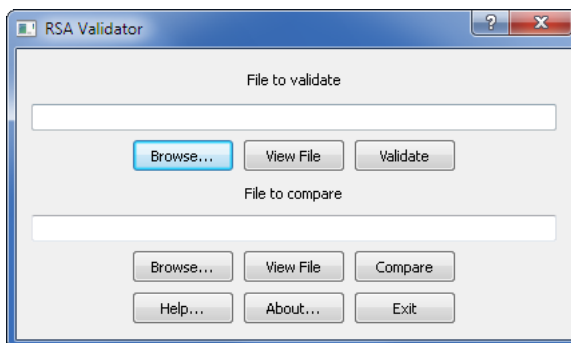 RSA Validator
File to validate
Browse... View File Validate
File to compare
Browse... View File Compare
Help... About... Exit